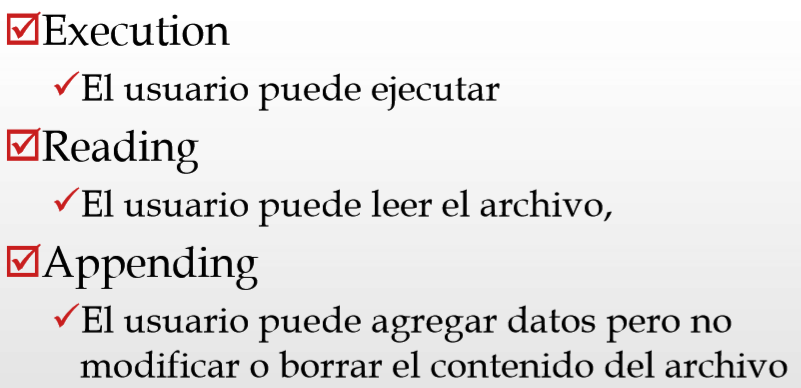 Execution
El usuario puede ejecutar
Reading
El usuario puede leer el archivo,
Appending
El usuario puede agregar datos pero no
modificar o borrar el contenido del archivo